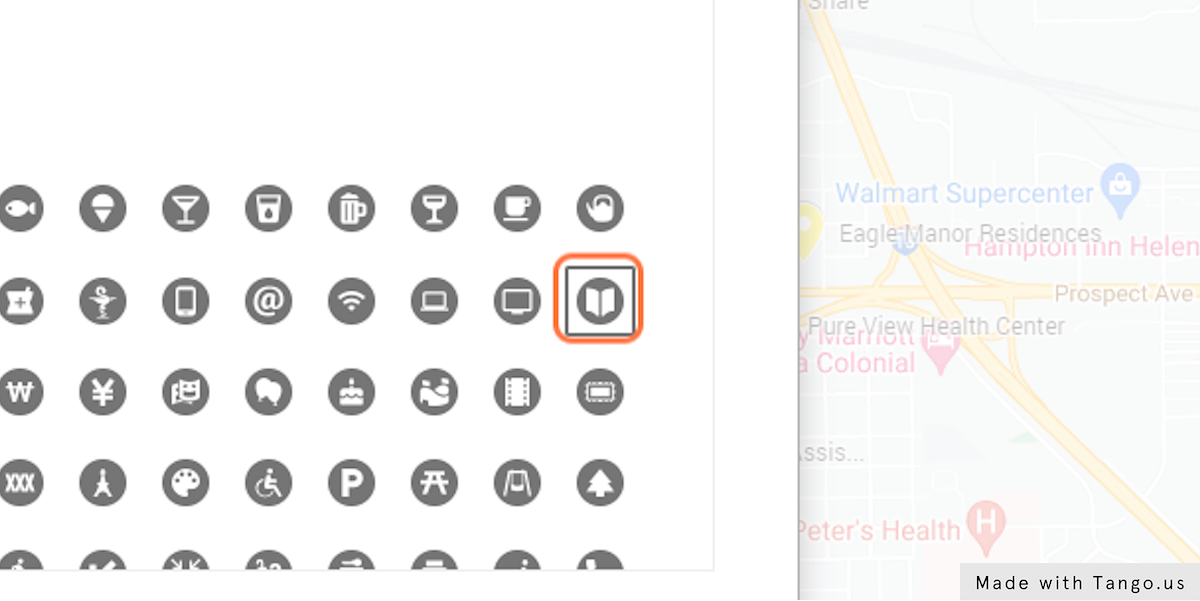 Share
Walmart Supercenter
Eagle Manor Residences
Hampton Inn Helen
Prospect Ave
Pure View Health Center
y Marriott
a Colonial
Assis...
Peter's Health
H
@
XXX
P
Made with Tango.us